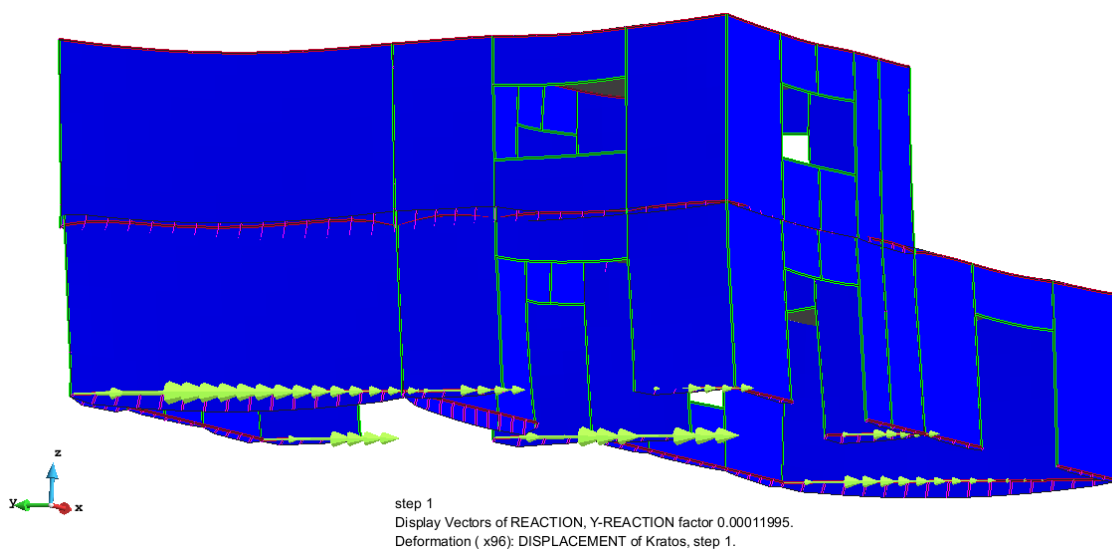 z
y
x
step 1
Display Vectors of REACTION, Y-REACTION factor 0.00011995.
Deformation ( x96): DISPLACEMENT of Kratos, step 1.